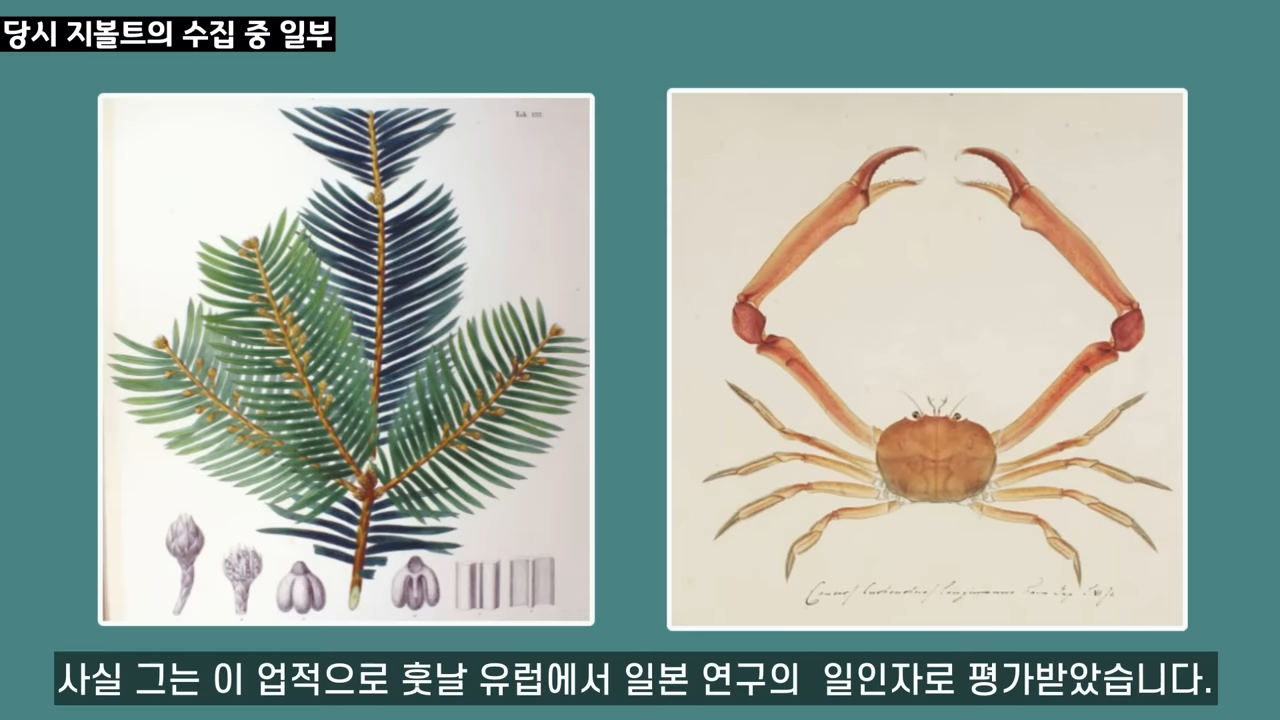 당시 지볼트의 수집 중 일부
사실 그는 이 업적으로 훗날 유럽에서 일본 연구의 일인자로 평가받았습니다.